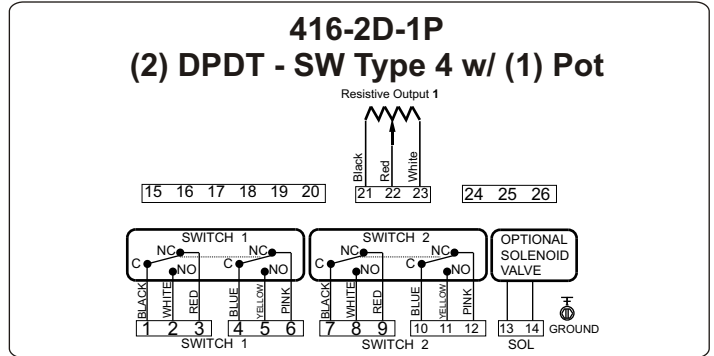 416-2D-1P
(2) DPDT - SW Type 4 w/ (1) Pot
Resistive Output 1
Black Red White
15 16 17 18 19 20
21 22 23
24 25 26
SWITCH 1
NC NC
C C
NO NO
SWITCH 2
NC NC
C C
NO NO
OPTIONAL
SOLENOID
VALVE
BLACK WHITE RED BLUE YELLOW PINK
BLACK WHITE RED BLUE YELLOW PINK
1 2 3 4 5 6
7 8 9 10 11 12
13 14 GROUND
SWITCH 1
SWITCH 2
SOL